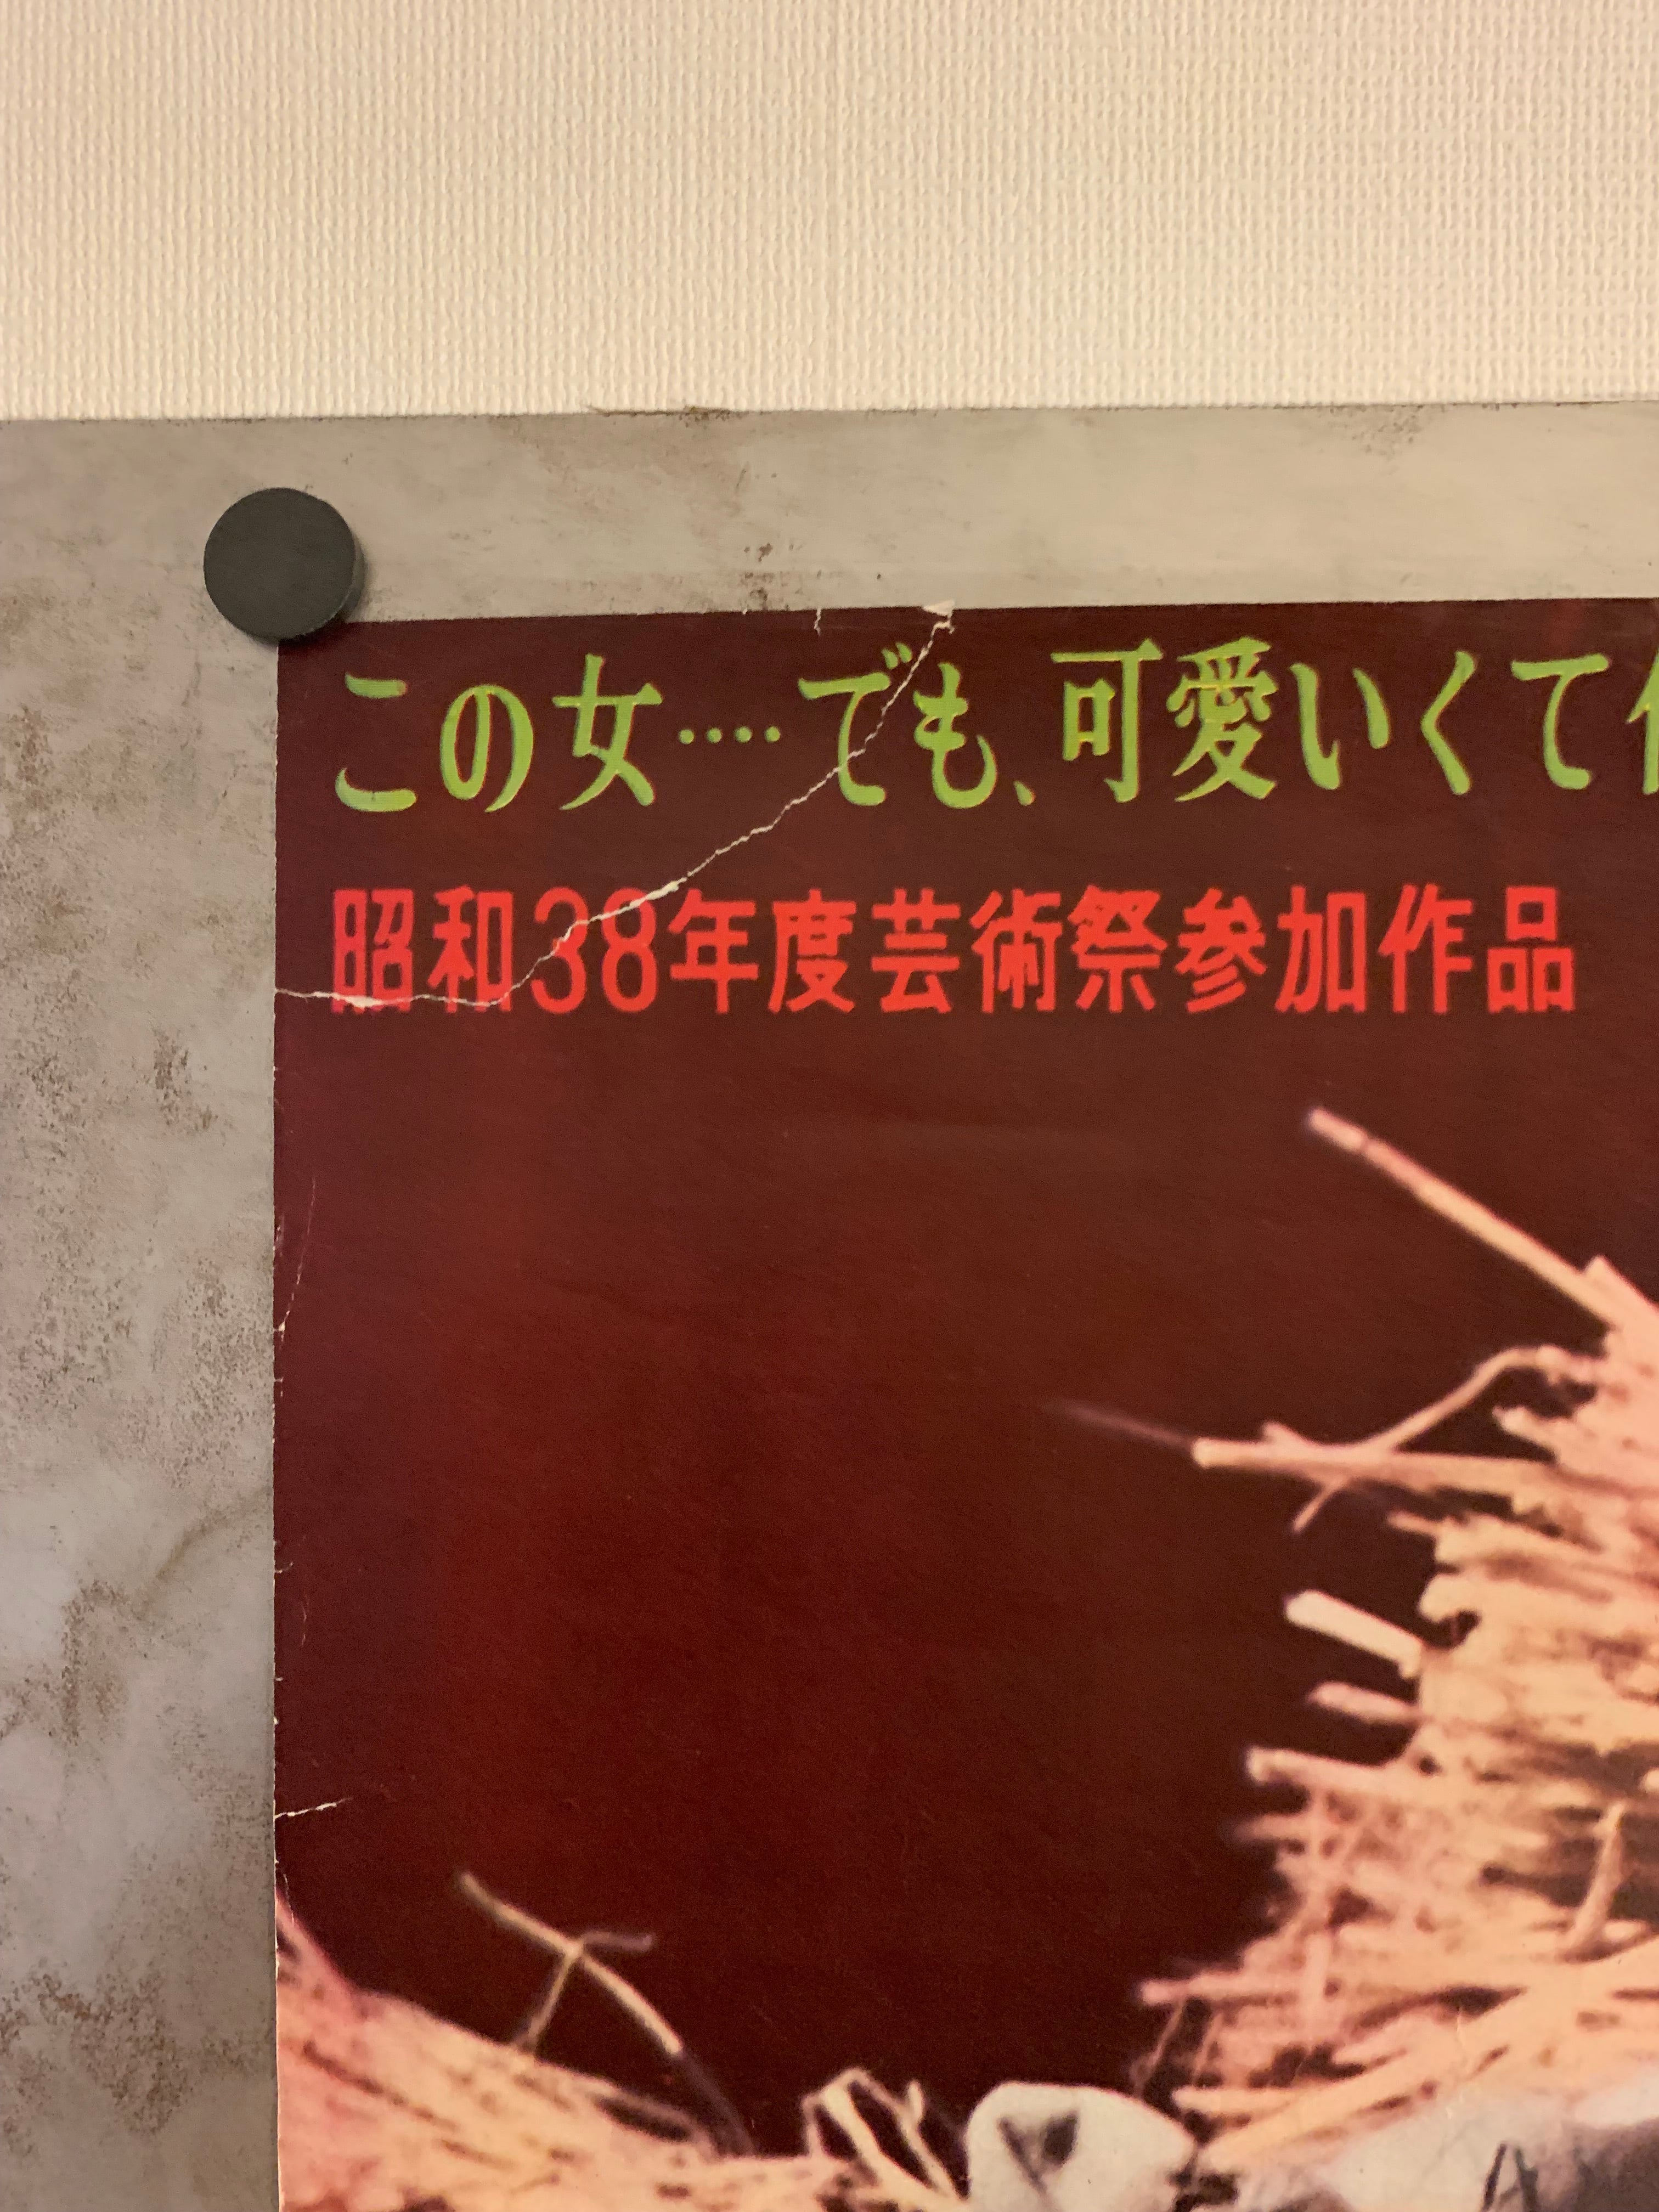 この女‥‥でも、可愛いくて
昭和38年度芸術祭参加作品